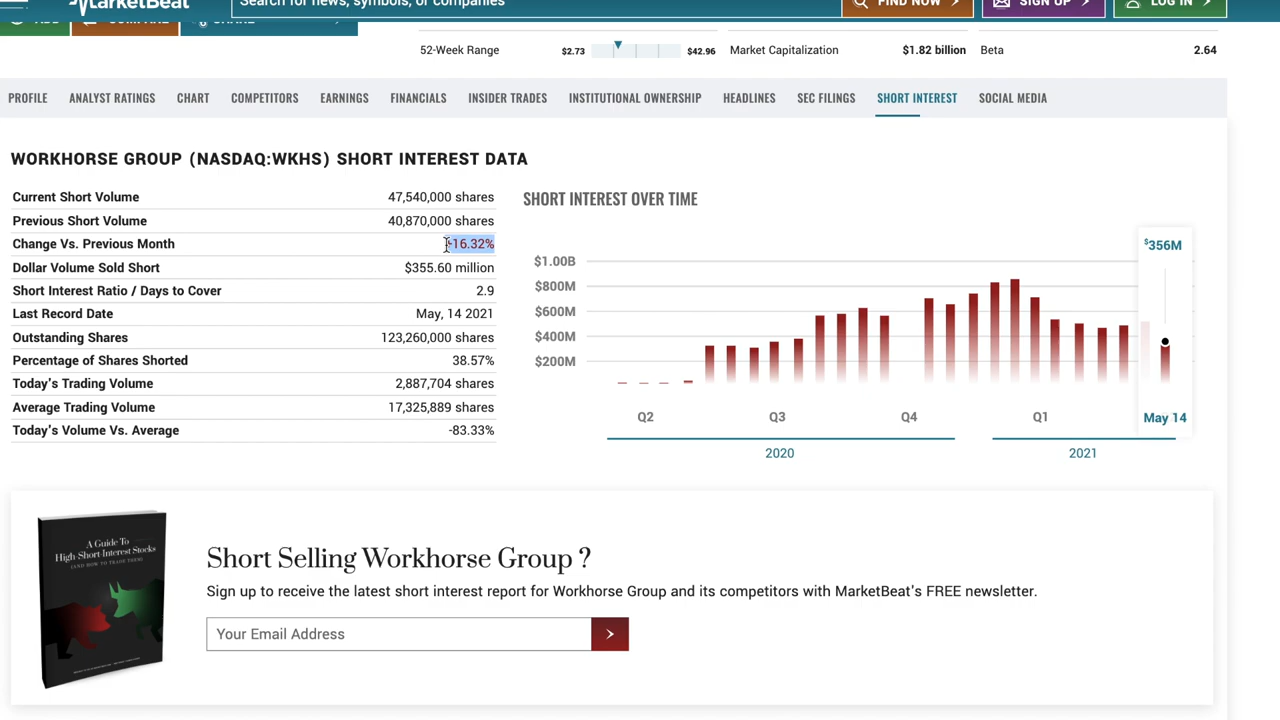 MarketBeat
Search for news, symbols, or companies
FIND NOW
SIGN UP
LOG IN
ADD
COMPARE
SHARE
52-Week Range
$2.73
$42.96
Market Capitalization
$1.82 billion
Beta
2.64
PROFILE
ANALYST RATINGS
CHART
COMPETITORS
EARNINGS
FINANCIALS
INSIDER TRADES
INSTITUTIONAL OWNERSHIP
HEADLINES
SEC FILINGS
SHORT INTEREST
SOCIAL MEDIA
WORKHORSE GROUP (NASDAQ:WKHS) SHORT INTEREST DATA
Current Short Volume 47,540,000 shares
Previous Short Volume 40,870,000 shares
Change Vs. Previous Month 16.32%
Dollar Volume Sold Short $355.60 million
Short Interest Ratio / Days to Cover 2.9
Last Record Date May, 14 2021
Outstanding Shares 123,260,000 shares
Percentage of Shares Shorted 38.57%
Today's Trading Volume 2,887,704 shares
Average Trading Volume 17,325,889 shares
Today's Volume Vs. Average -83.33%
SHORT INTEREST OVER TIME
$356M
$1.00B
$800M
$600M
$400M
$200M
Q2
Q3
Q4
Q1
May 14
2020
2021
A Guide To
High-Short-Interest Stocks
(AND HOW TO TRADE THEM)
Short Selling Workhorse Group ?
Sign up to receive the latest short interest report for Workhorse Group and its competitors with MarketBeat's FREE newsletter.
Your Email Address